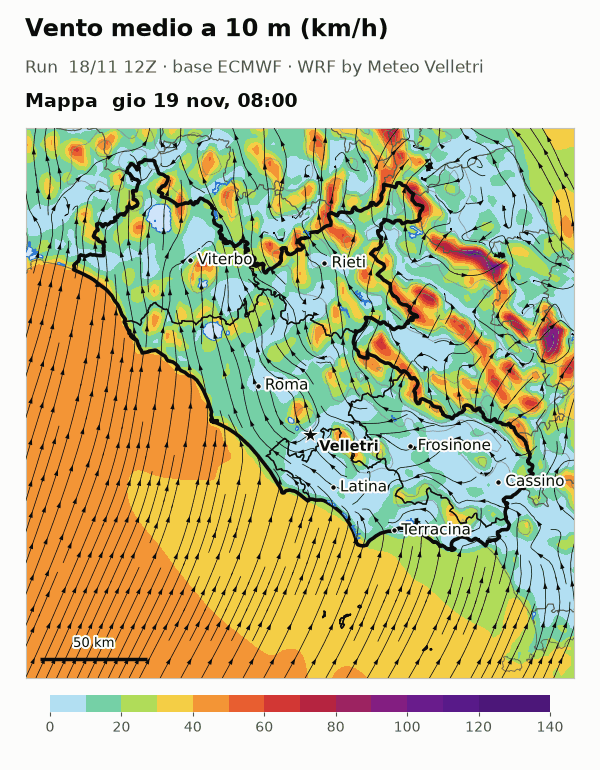 Vento medio a 10 m (km/h)
Run  18/11 12Z · base ECMWF · WRF by Meteo Velletri
Mappa  gio 19 nov, 08:00
Viterbo
Rieti
Roma
Velletri
Frosinone
Latina
Cassino
Terracina
50 km
0 20 40 60 80 100 120 140